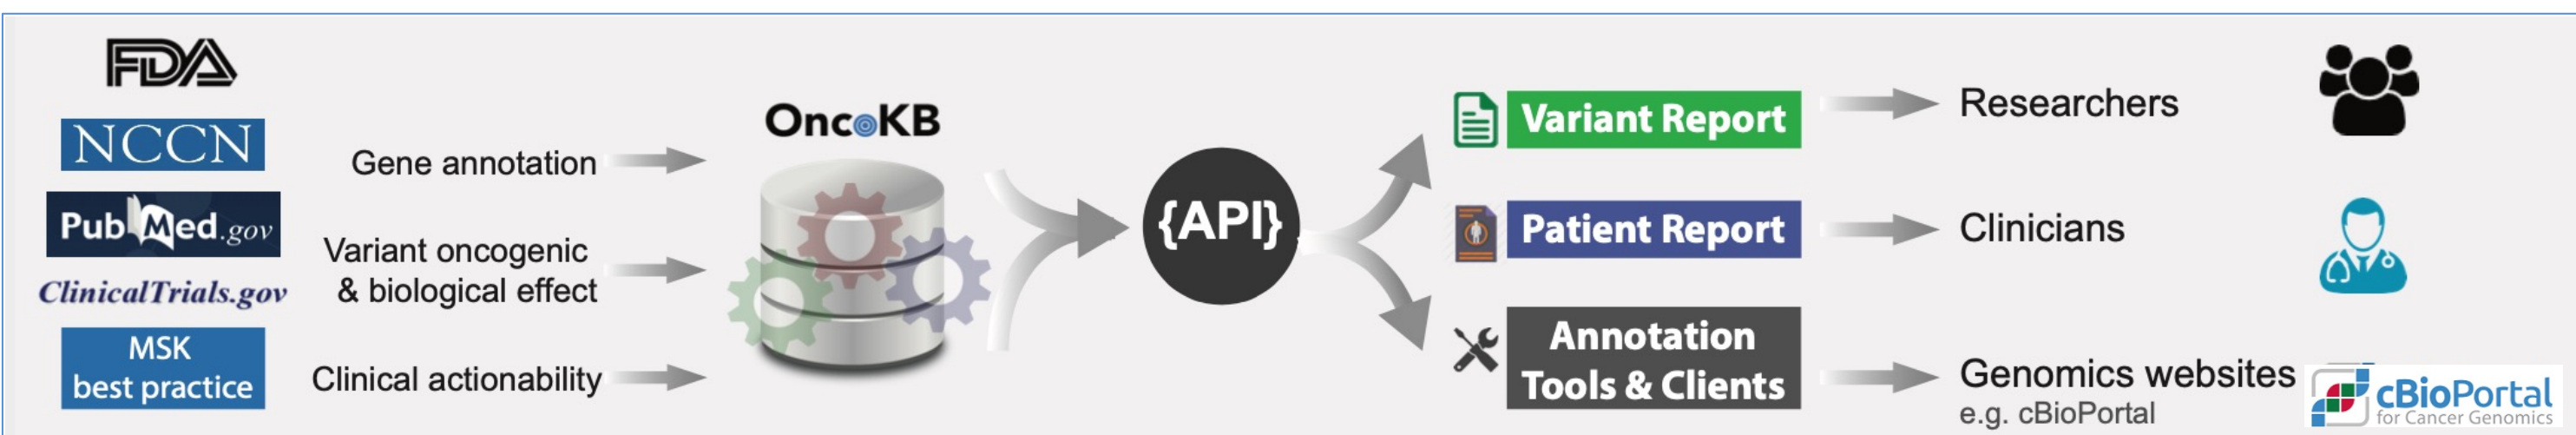 FDA
NCCN
PubMed.gov
ClinicalTrials.gov
MSK
best practice
Gene annotation
Variant oncogenic
& biological effect
Clinical actionability
OncoKB
{API}
Variant Report
Patient Report
Annotation
Tools & Clients
Researchers
Clinicians
Genomics websites
e.g. cBioPortal
cBioPortal
for Cancer Genomics